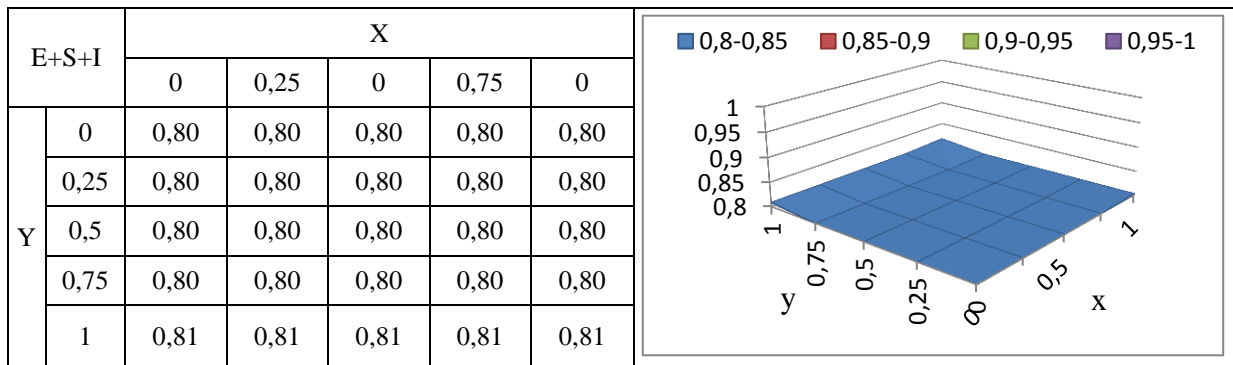 E+S+I X
0 0,25 0 0,75 0
Y 0 0,80 0,80 0,80 0,80 0,80
0,25 0,80 0,80 0,80 0,80 0,80
0,5 0,80 0,80 0,80 0,80 0,80
0,75 0,80 0,80 0,80 0,80 0,80
1 0,81 0,81 0,81 0,81 0,81
0,8-0,85 0,85-0,9 0,9-0,95 0,95-1
1
0,95
0,9
0,85
0,8
1 0,75 0,5 0,25 0
y
0 0,5 1
x